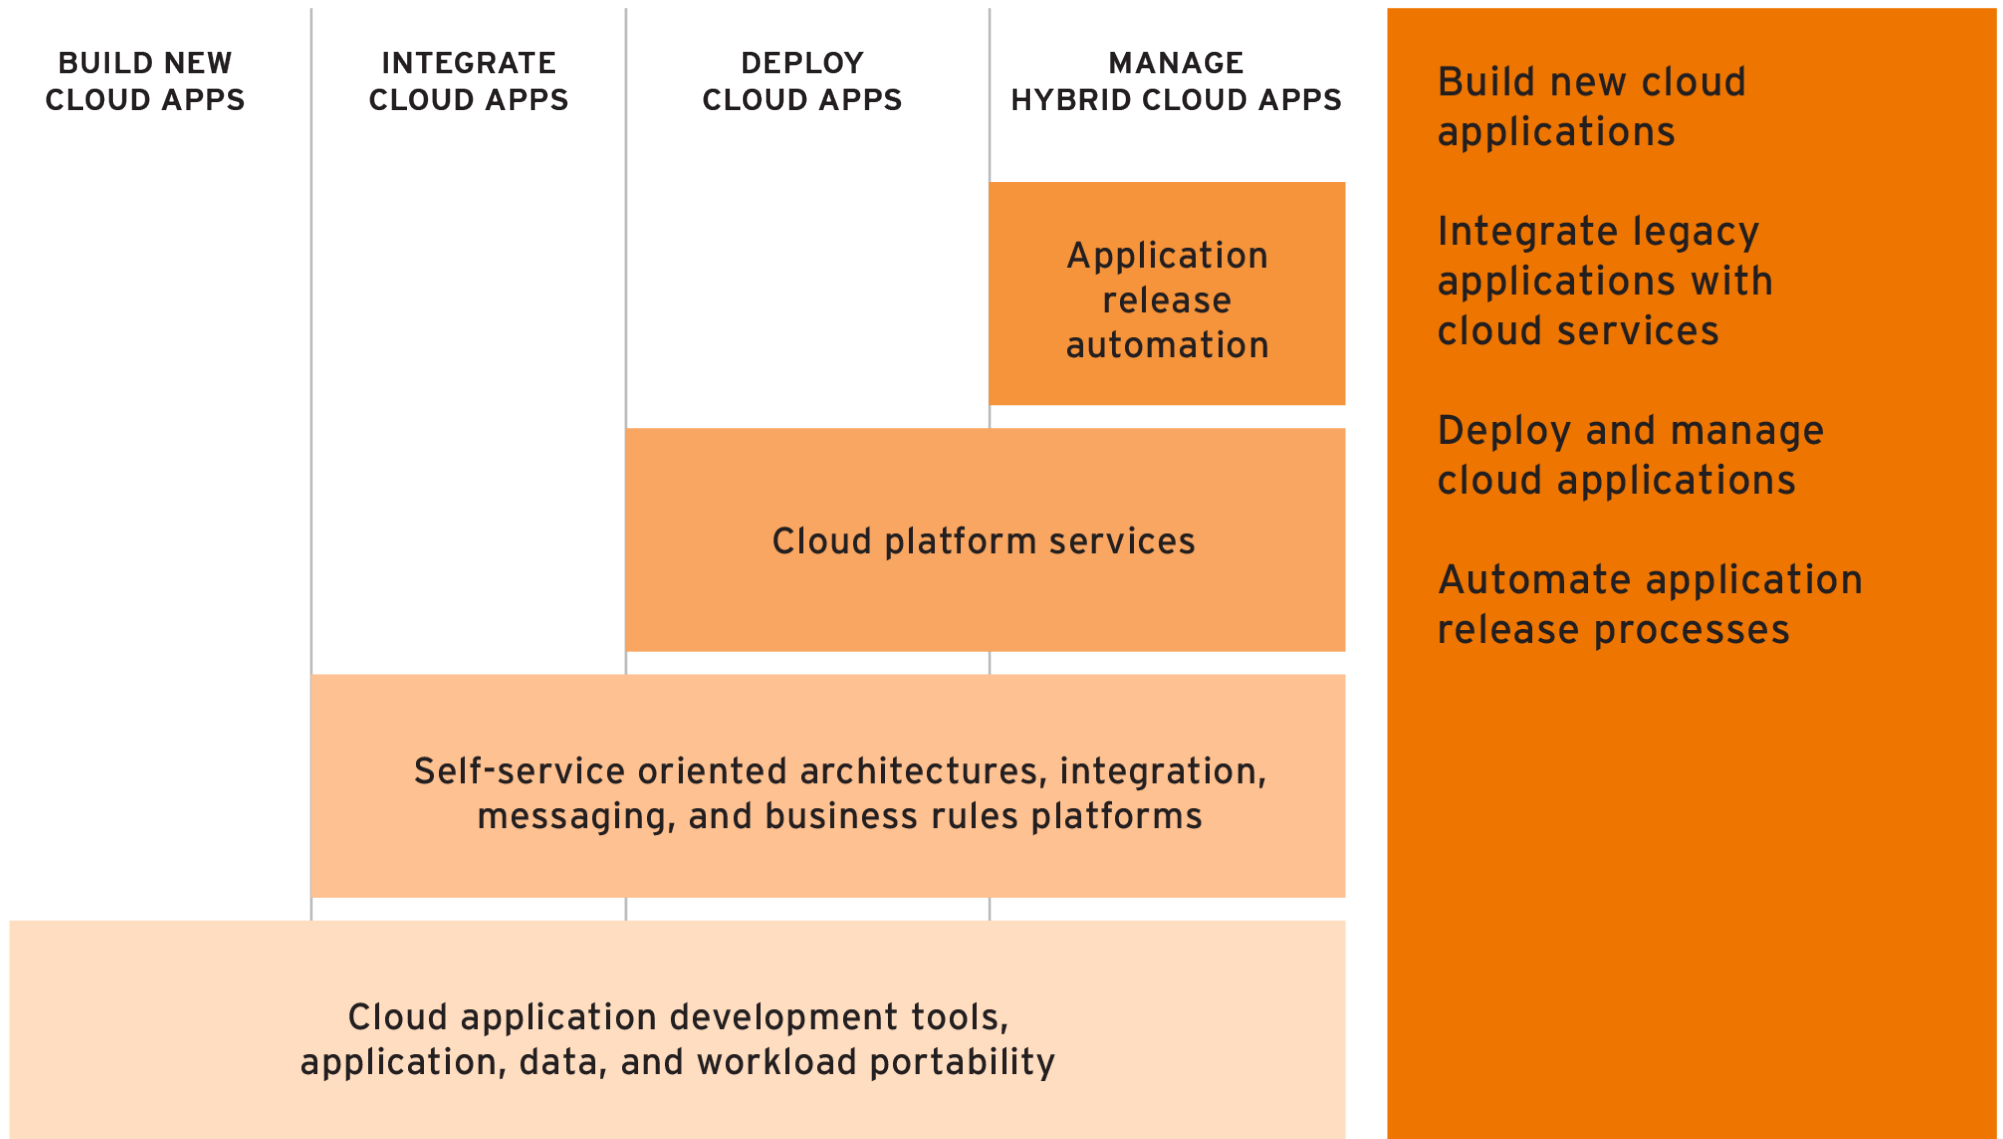 BUILD NEW
CLOUD APPS
INTEGRATE
CLOUD APPS
DEPLOY
CLOUD APPS
MANAGE
HYBRID CLOUD APPS
Application
release
automation
Cloud platform services
Self-service oriented architectures, integration,
messaging, and business rules platforms
Cloud application development tools,
application, data, and workload portability
Build new cloud
applications
Integrate legacy
applications with
cloud services
Deploy and manage
cloud applications
Automate application
release processes